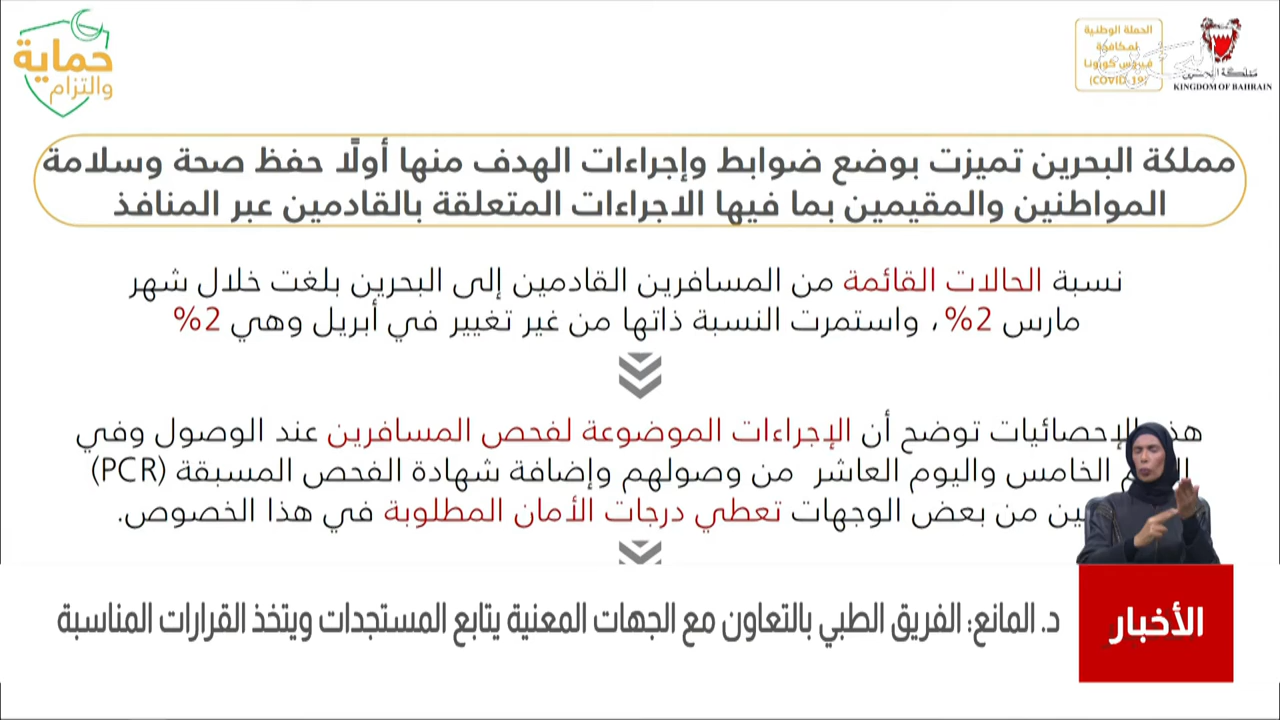 حماية
والتزام
الحملة الوطنية
لمكافحة
فيروس كورونا
(COVID-19)
مملكة البحرين
KINGDOM OF BAHRAIN
مملكة البحرين تميزت بوضع ضوابط وإجراءات الهدف منها أولًا حفظ صحة وسلامة
المواطنين والمقيمين بما فيها الاجراءات المتعلقة بالقادمين عبر المنافذ
نسبة الحالات القائمة من المسافرين القادمين إلى البحرين بلغت خلال شهر
مارس 2%، واستمرت النسبة ذاتها من غير تغيير في أبريل وهي 2%
الإحصائيات توضح أن الإجراءات الموضوعة لفحص المسافرين عند الوصول وفي
الخامس واليوم العاشر من وصولهم وإضافة شهادة الفحص المسبقة (PCR)
من بعض الوجهات تعطي درجات الأمان المطلوبة في هذا الخصوص.
الأخبار
د. المانع: الفريق الطبي بالتعاون مع الجهات المعنية يتابع المستجدات ويتخذ القرارات المناسبة